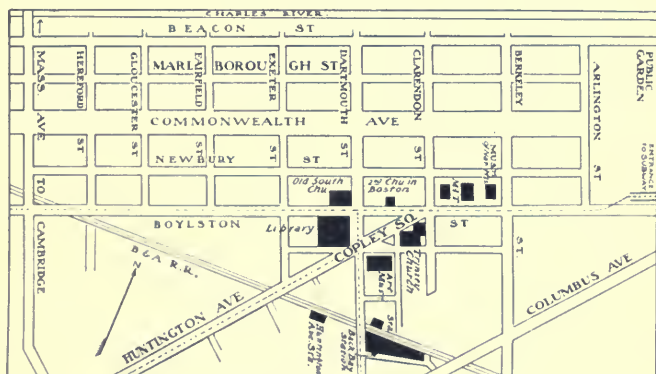 CHARLES RIVER
BEACON ST
MASS AVE TO CAMBRIDGE
HEREFORD ST
GLOUCESTER ST
FAIRFIELD ST
EXETER ST
DARTMOUTH ST
CLARENDON ST
BERKELEY ST
ARLINGTON ST
PUBLIC GARDEN
MARLBOROUGH ST
COMMONWEALTH AVE
NEWBURY ST
ENTRANCE TO SUBWAY
Old South Chu
2nd Chu in Boston
M.I.T.
BOYLSTON ST
Library
COPLEY SQ
Trinity Church
B&A R.R.
N
HUNTINGTON AVE
COLUMBUS AVE
Art Mus
Back Bay Station
Huntington Ave Sta.